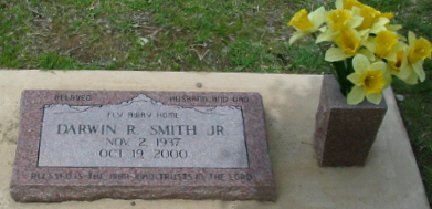 BELOVED HUSBAND AND DAD
FLY AWAY HOME
DARWIN R. SMITH JR.
NOV 2, 1937
OCT 19, 2000
BLESSED IS THE MAN WHO TRUSTS IN THE LORD